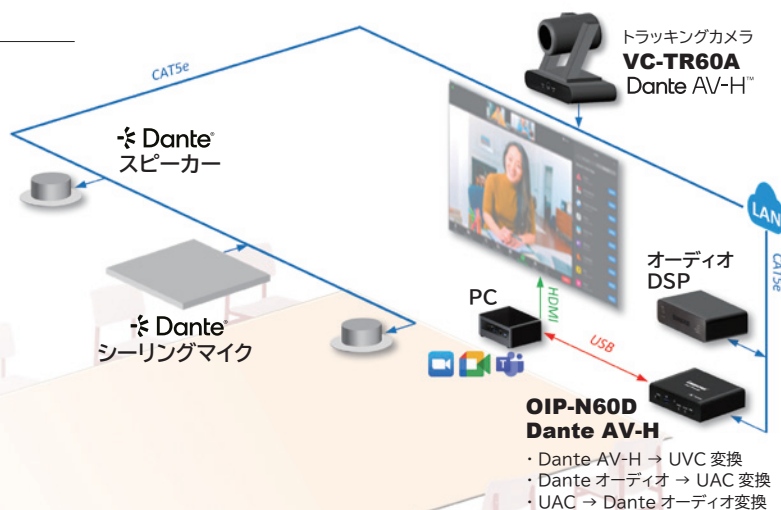 トラッキングカメラ
VC-TR60A
Dante AV-H™
CAT5e
Dante®
スピーカー
LAN
CAT5e
オーディオ
DSP
PC
HDMI
USB
Dante®
シーリングマイク
OIP-N60D
Dante AV-H
・Dante AV-H → UVC 変換
・Dante オーディオ → UAC 変換
・UAC → Dante オーディオ変換